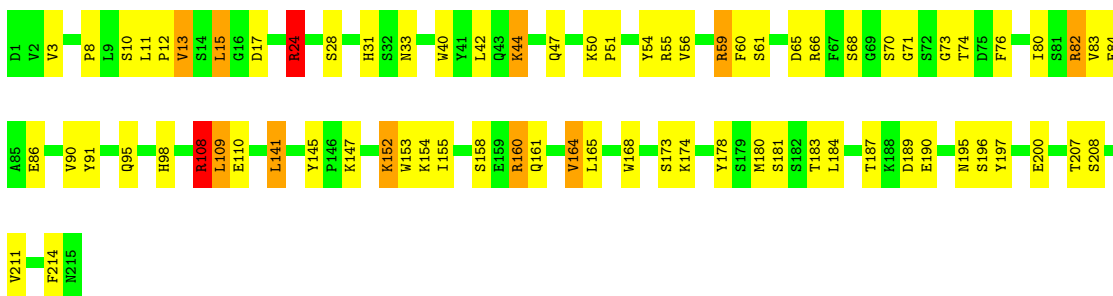 D1 V2 V3 P8 L9 S10 L11 P12 V13 S14 L15 G16 D17 R24 S28 H31 S32 N33 W40 Y41 L42 Q43 K44 Q47 K50 P51 Y54 R55 V56 R59 F60 S61 D65 R66 F67 S68 G69 S70 G71 S72 G73 T74 D75 F76 I80 S81 R82 V83
A85 E86 V90 Y91 Q95 H98 R108 L109 E110 L141 Y145 P146 K147 K152 W153 K154 I155 S158 E159 R160 Q161 V164 L165 W168 S173 K174 Y178 S179 M180 S181 S182 T183 L184 T187 K188 D189 E190 N195 S196 Y197 E200 T207 S208
V211 F214 N215